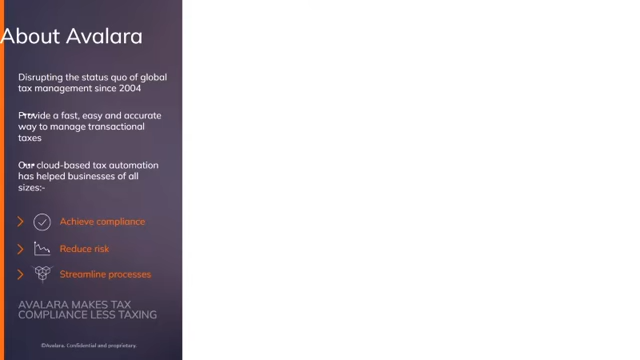 About Avalara
Disrupting the status quo of global
tax management since 2004
Provide a fast, easy and accurate
way to manage transactional
taxes
Our cloud-based tax automation
has helped businesses of all
sizes:-
Achieve compliance
Reduce risk
Streamline processes
AVALARA MAKES TAX
COMPLIANCE LESS TAXING
©Avalara. Confidential and proprietary.